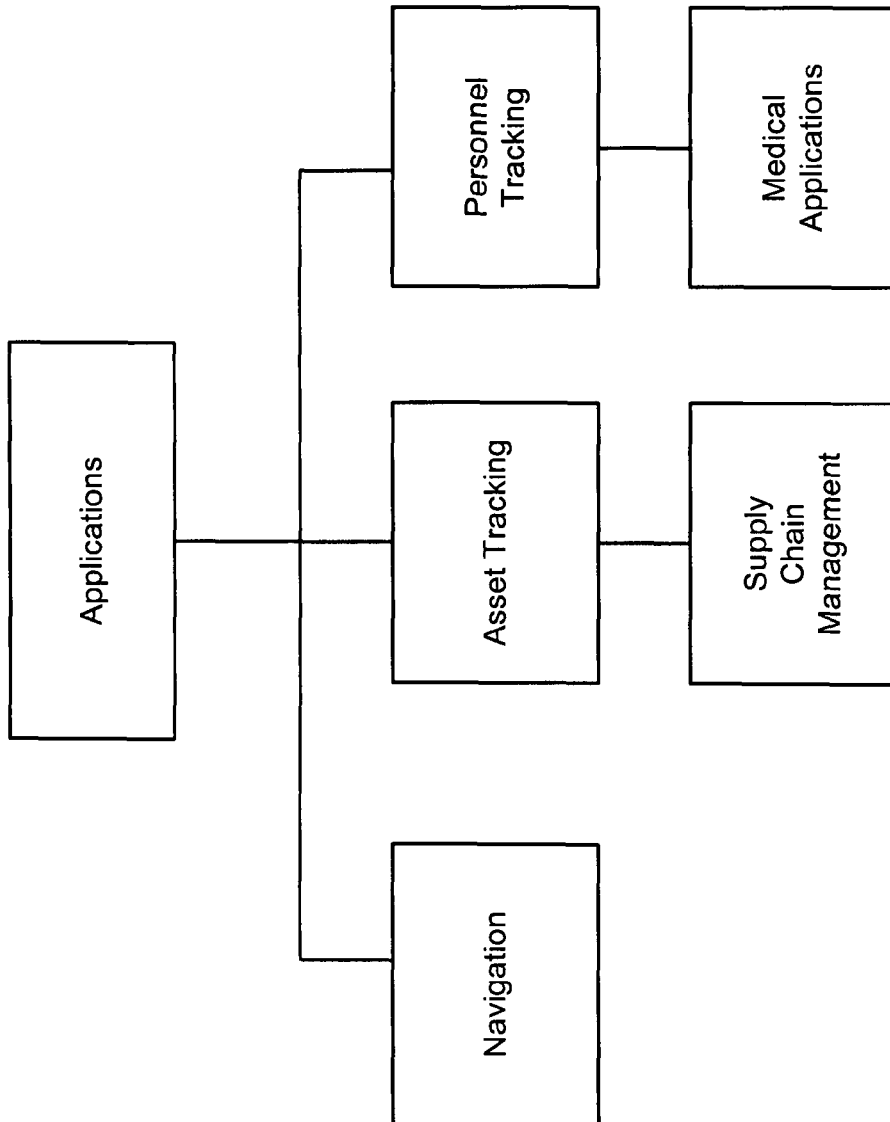 Applications
Navigation
Asset Tracking
Personnel
Tracking
Supply
Chain
Management
Medical
Applications